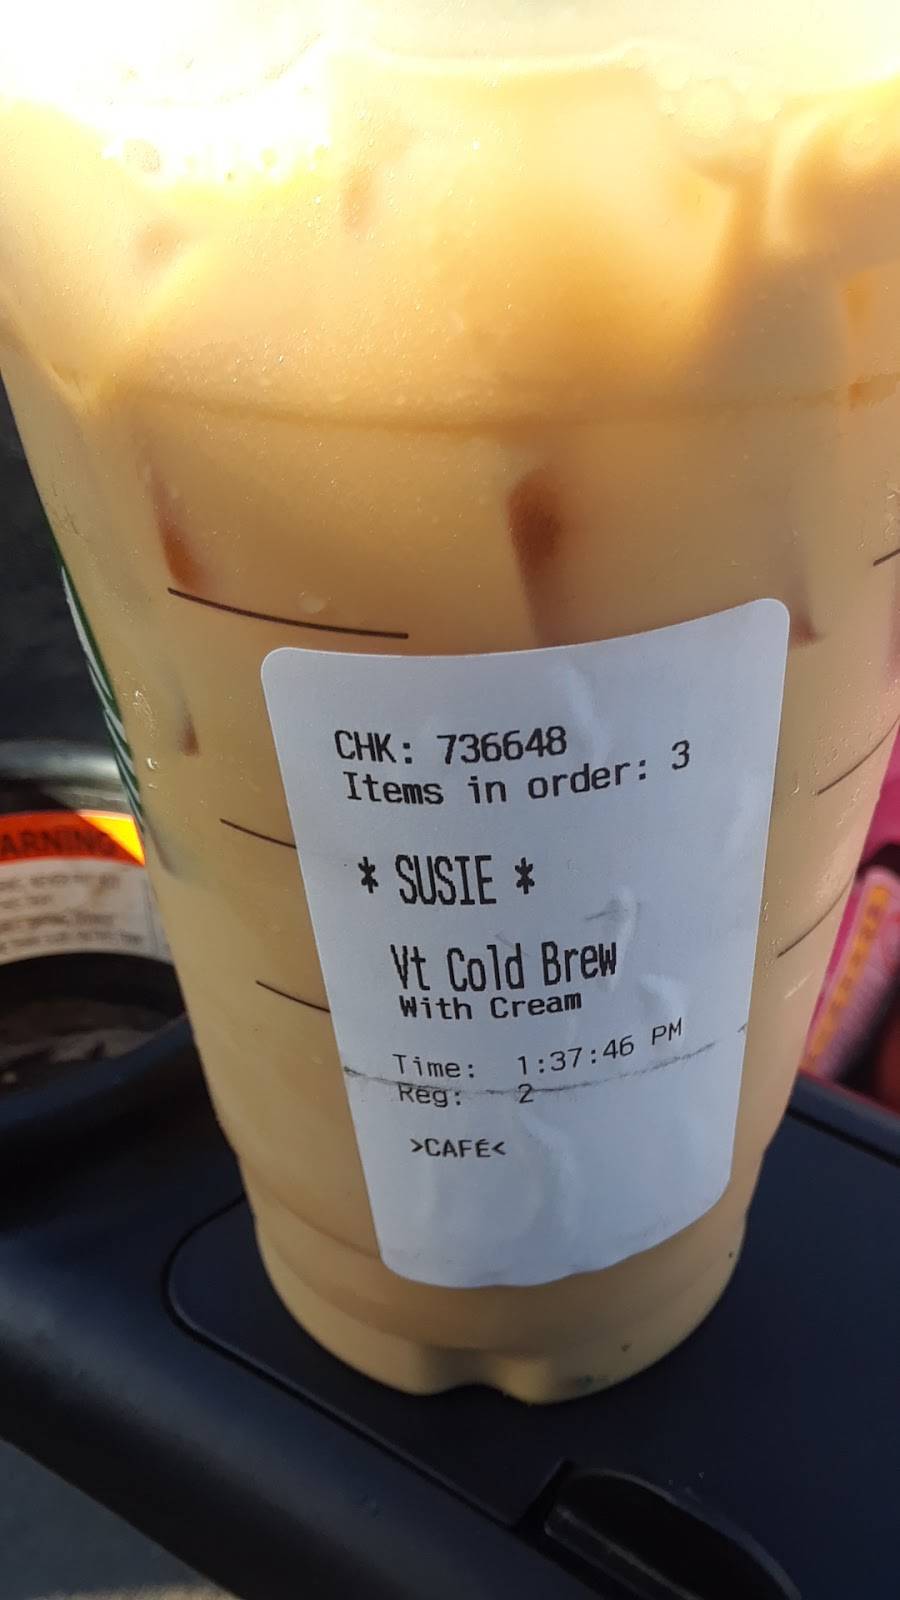 CHK: 736648
Items in order: 3
* SUSIE *
Vt Cold Brew
With Cream
Time: 1:37:46 PM
Reg: 2
>CAFÉ<
ARNING